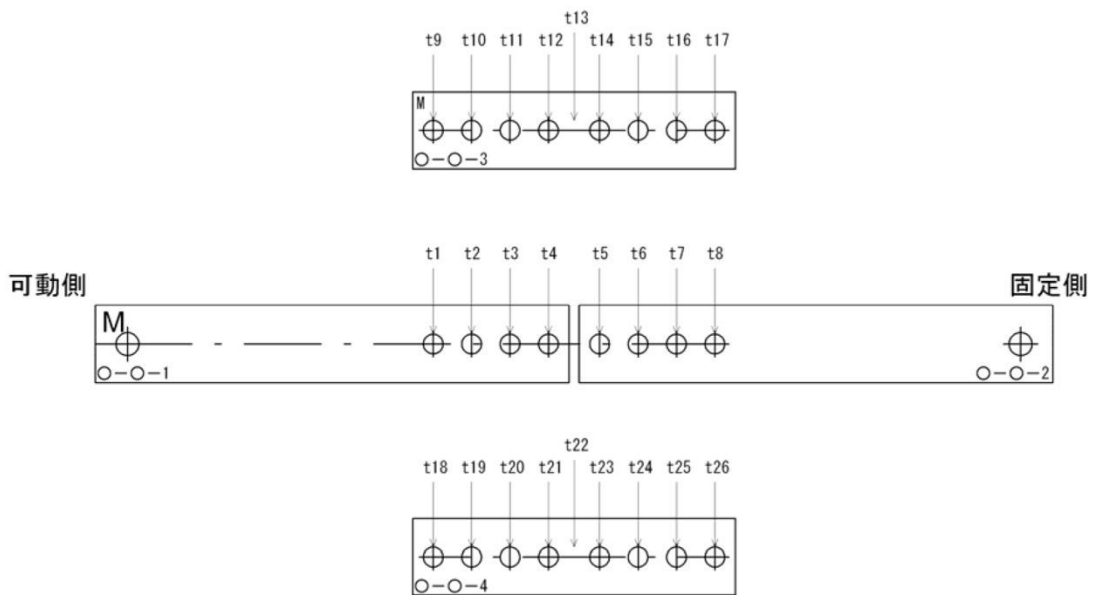 t13
t9 t10 t11 t12 t14 t15 t16 t17
M
○-○-3
t1 t2 t3 t4 t5 t6 t7 t8
可動側
固定側
M
○-○-1
○-○-2
t22
t18 t19 t20 t21 t23 t24 t25 t26
○-○-4